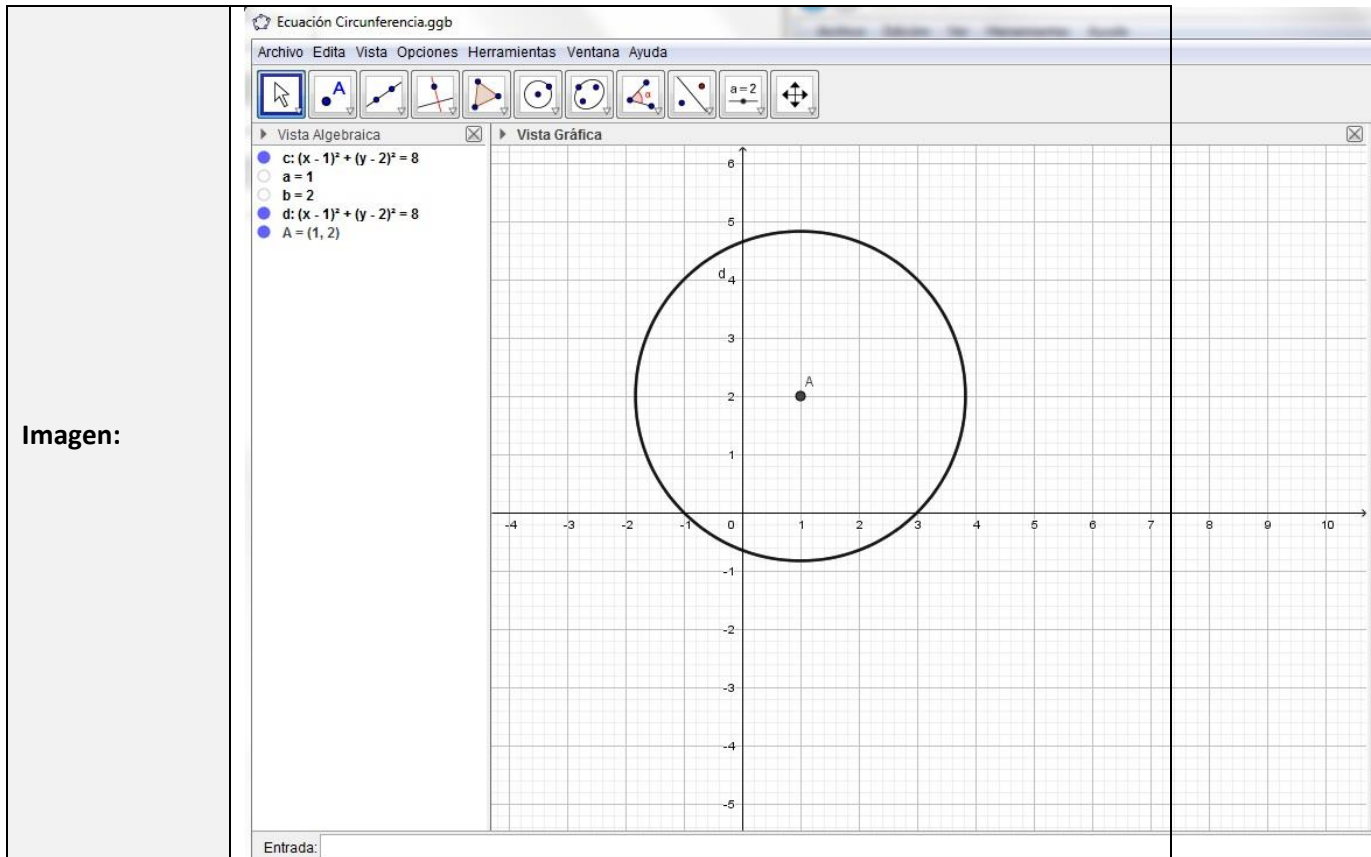 Ecuación Circunferencia.ggb
Archivo Edita Vista Opciones Herramientas Ventana Ayuda
A
α
a = 2
Vista Algebraica
Vista Gráfica
c: (x - 1)² + (y - 2)² = 8
a = 1
b = 2
d: (x - 1)² + (y - 2)² = 8
A = (1, 2)
6
5
d
4
3
A
2
1
-4 -3 -2 -1 0 1 2 3 4 5 6 7 8 9 10
-1
-2
-3
-4
-5
Imagen:
Entrada: